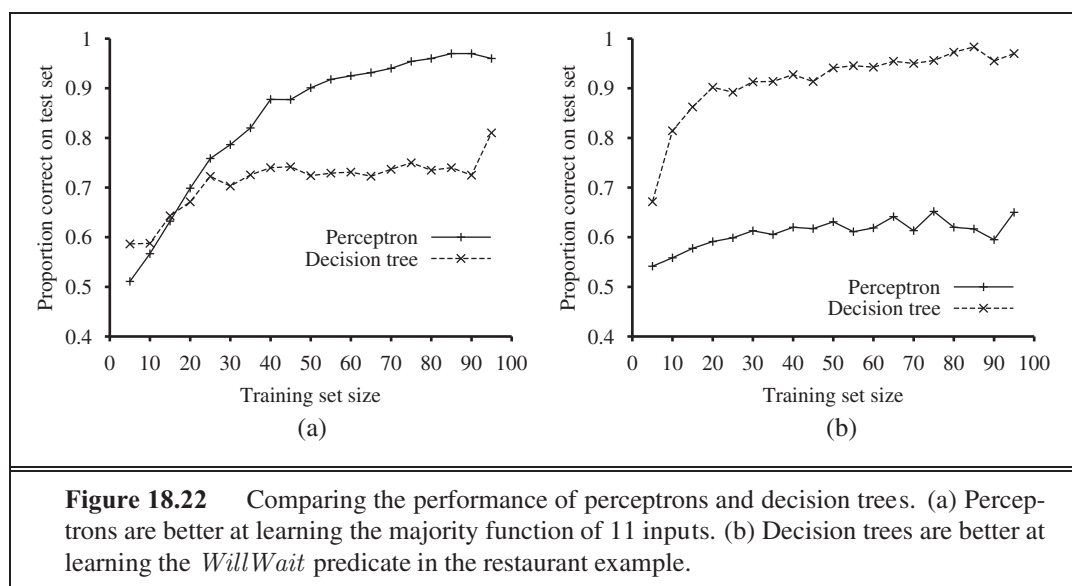 1
0.9
0.8
0.7
0.6
0.5
0.4
Proportion correct on test set
Perceptron
Decision tree
0 10 20 30 40 50 60 70 80 90 100
Training set size
(a)
1
0.9
0.8
0.7
0.6
0.5
0.4
Proportion correct on test set
Perceptron
Decision tree
0 10 20 30 40 50 60 70 80 90 100
Training set size
(b)
Figure 18.22 Comparing the performance of perceptrons and decision trees. (a) Percep-
trons are better at learning the majority function of 11 inputs. (b) Decision trees are better at
learning the WillWait predicate in the restaurant example.